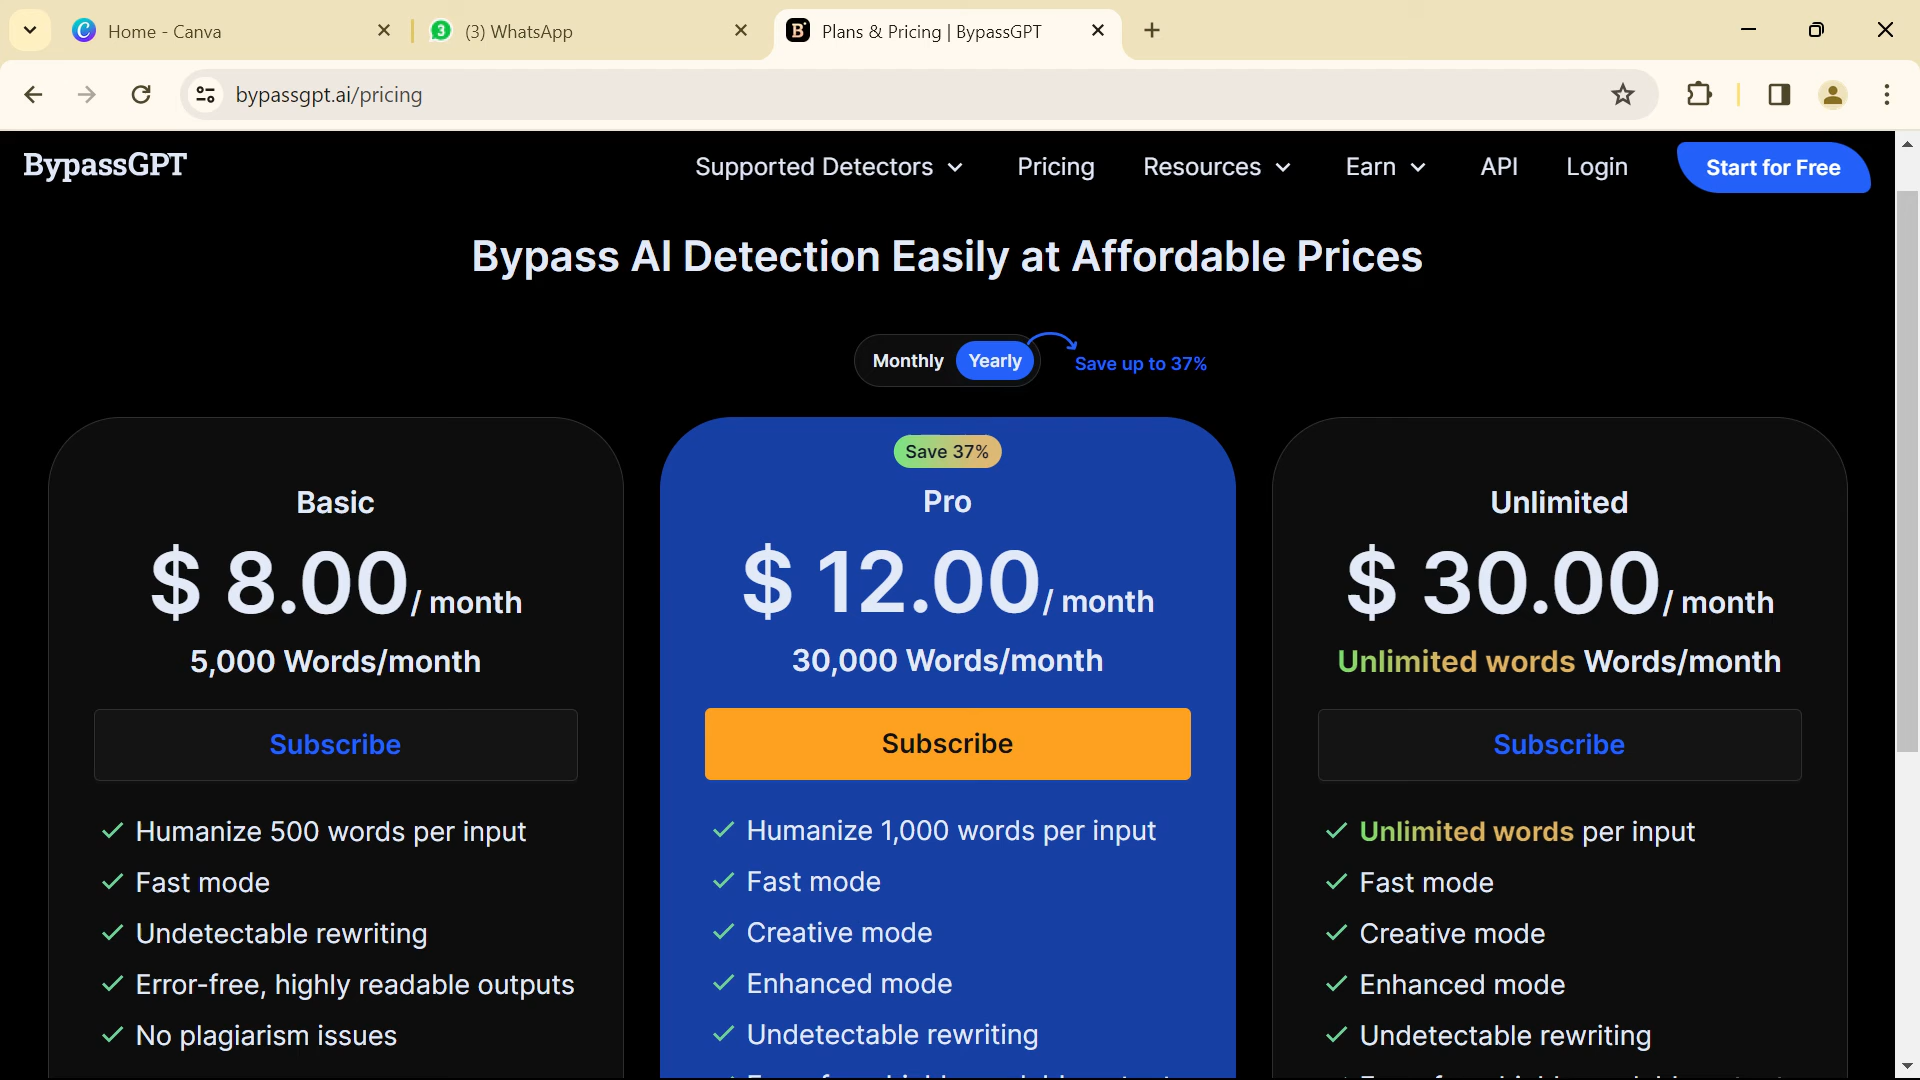 Home - Canva
3
(3) WhatsApp
B
Plans & Pricing | BypassGPT
bypassgpt.ai/pricing
BypassGPT
Supported Detectors
Pricing
Resources
Earn
API
Login
Start for Free
Bypass AI Detection Easily at Affordable Prices
Monthly
Yearly
Save up to 37%
Basic
$ 8.00/ month
5,000 Words/month
Subscribe
Humanize 500 words per input
Fast mode
Undetectable rewriting
Error-free, highly readable outputs
No plagiarism issues
Save 37%
Pro
$ 12.00/ month
30,000 Words/month
Subscribe
Humanize 1,000 words per input
Fast mode
Creative mode
Enhanced mode
Undetectable rewriting
Unlimited
$ 30.00/ month
Unlimited words Words/month
Subscribe
Unlimited words per input
Fast mode
Creative mode
Enhanced mode
Undetectable rewriting